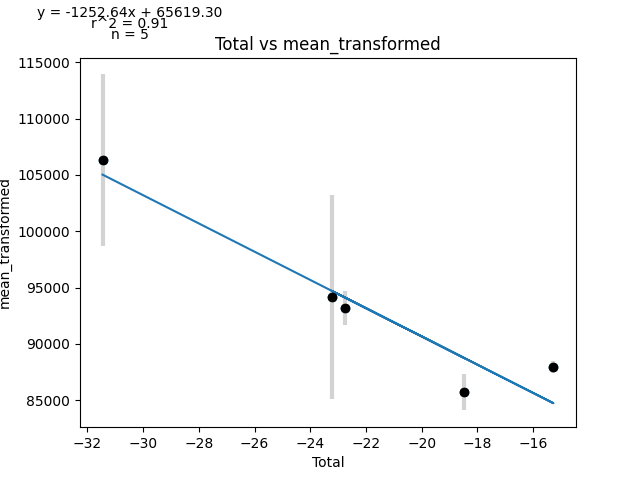 y = -1252.64x + 65619.30
r^2 = 0.91
n = 5
Total vs mean_transformed
115000
110000
105000
100000
95000
90000
85000
mean_transformed
−32
−30
−28
−26
−24
−22
−20
−18
−16
Total